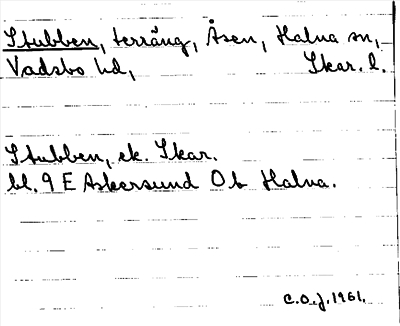 Stubben, terräng, Åsen, Halna sn,
Vadsbo hd, Skar. l.
Stubben, ek. Skar.
bl. 9 E Askersund O b Halna.
C.O.J. 1961.